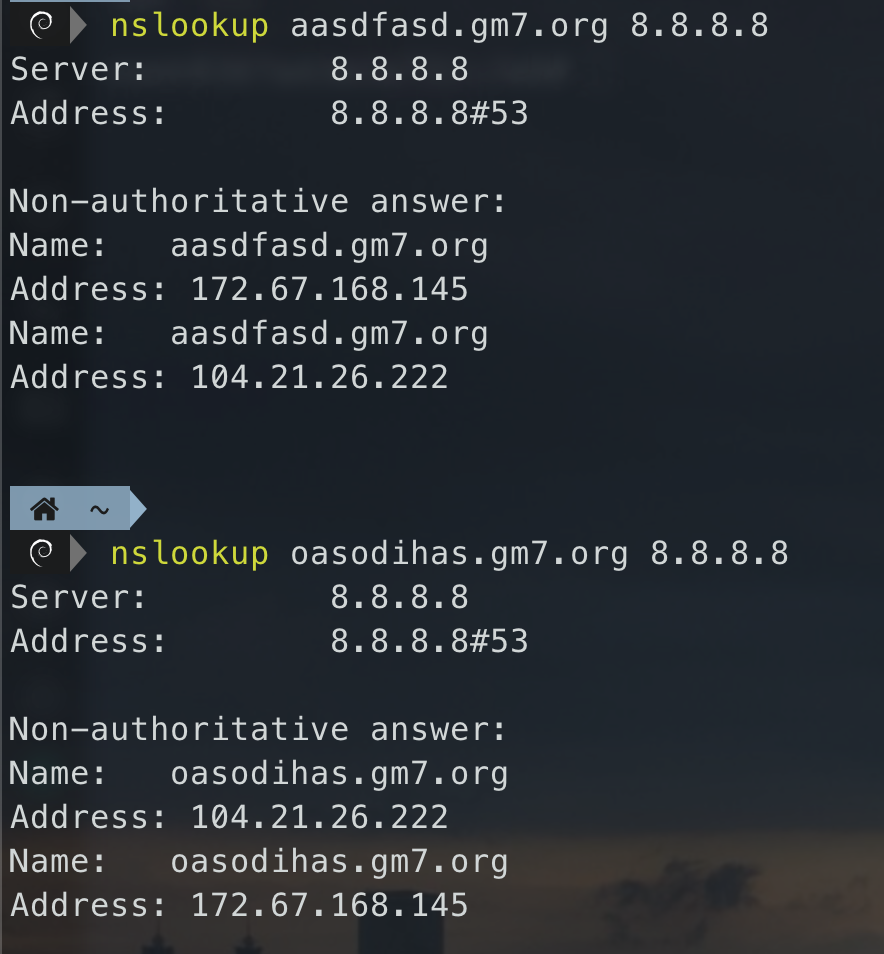 nslookup aasdfasd.gm7.org 8.8.8.8
Server:         8.8.8.8
Address:        8.8.8.8#53
Non-authoritative answer:
Name:   aasdfasd.gm7.org
Address: 172.67.168.145
Name:   aasdfasd.gm7.org
Address: 104.21.26.222
~
nslookup oasodihas.gm7.org 8.8.8.8
Server:         8.8.8.8
Address:        8.8.8.8#53
Non-authoritative answer:
Name:   oasodihas.gm7.org
Address: 104.21.26.222
Name:   oasodihas.gm7.org
Address: 172.67.168.145